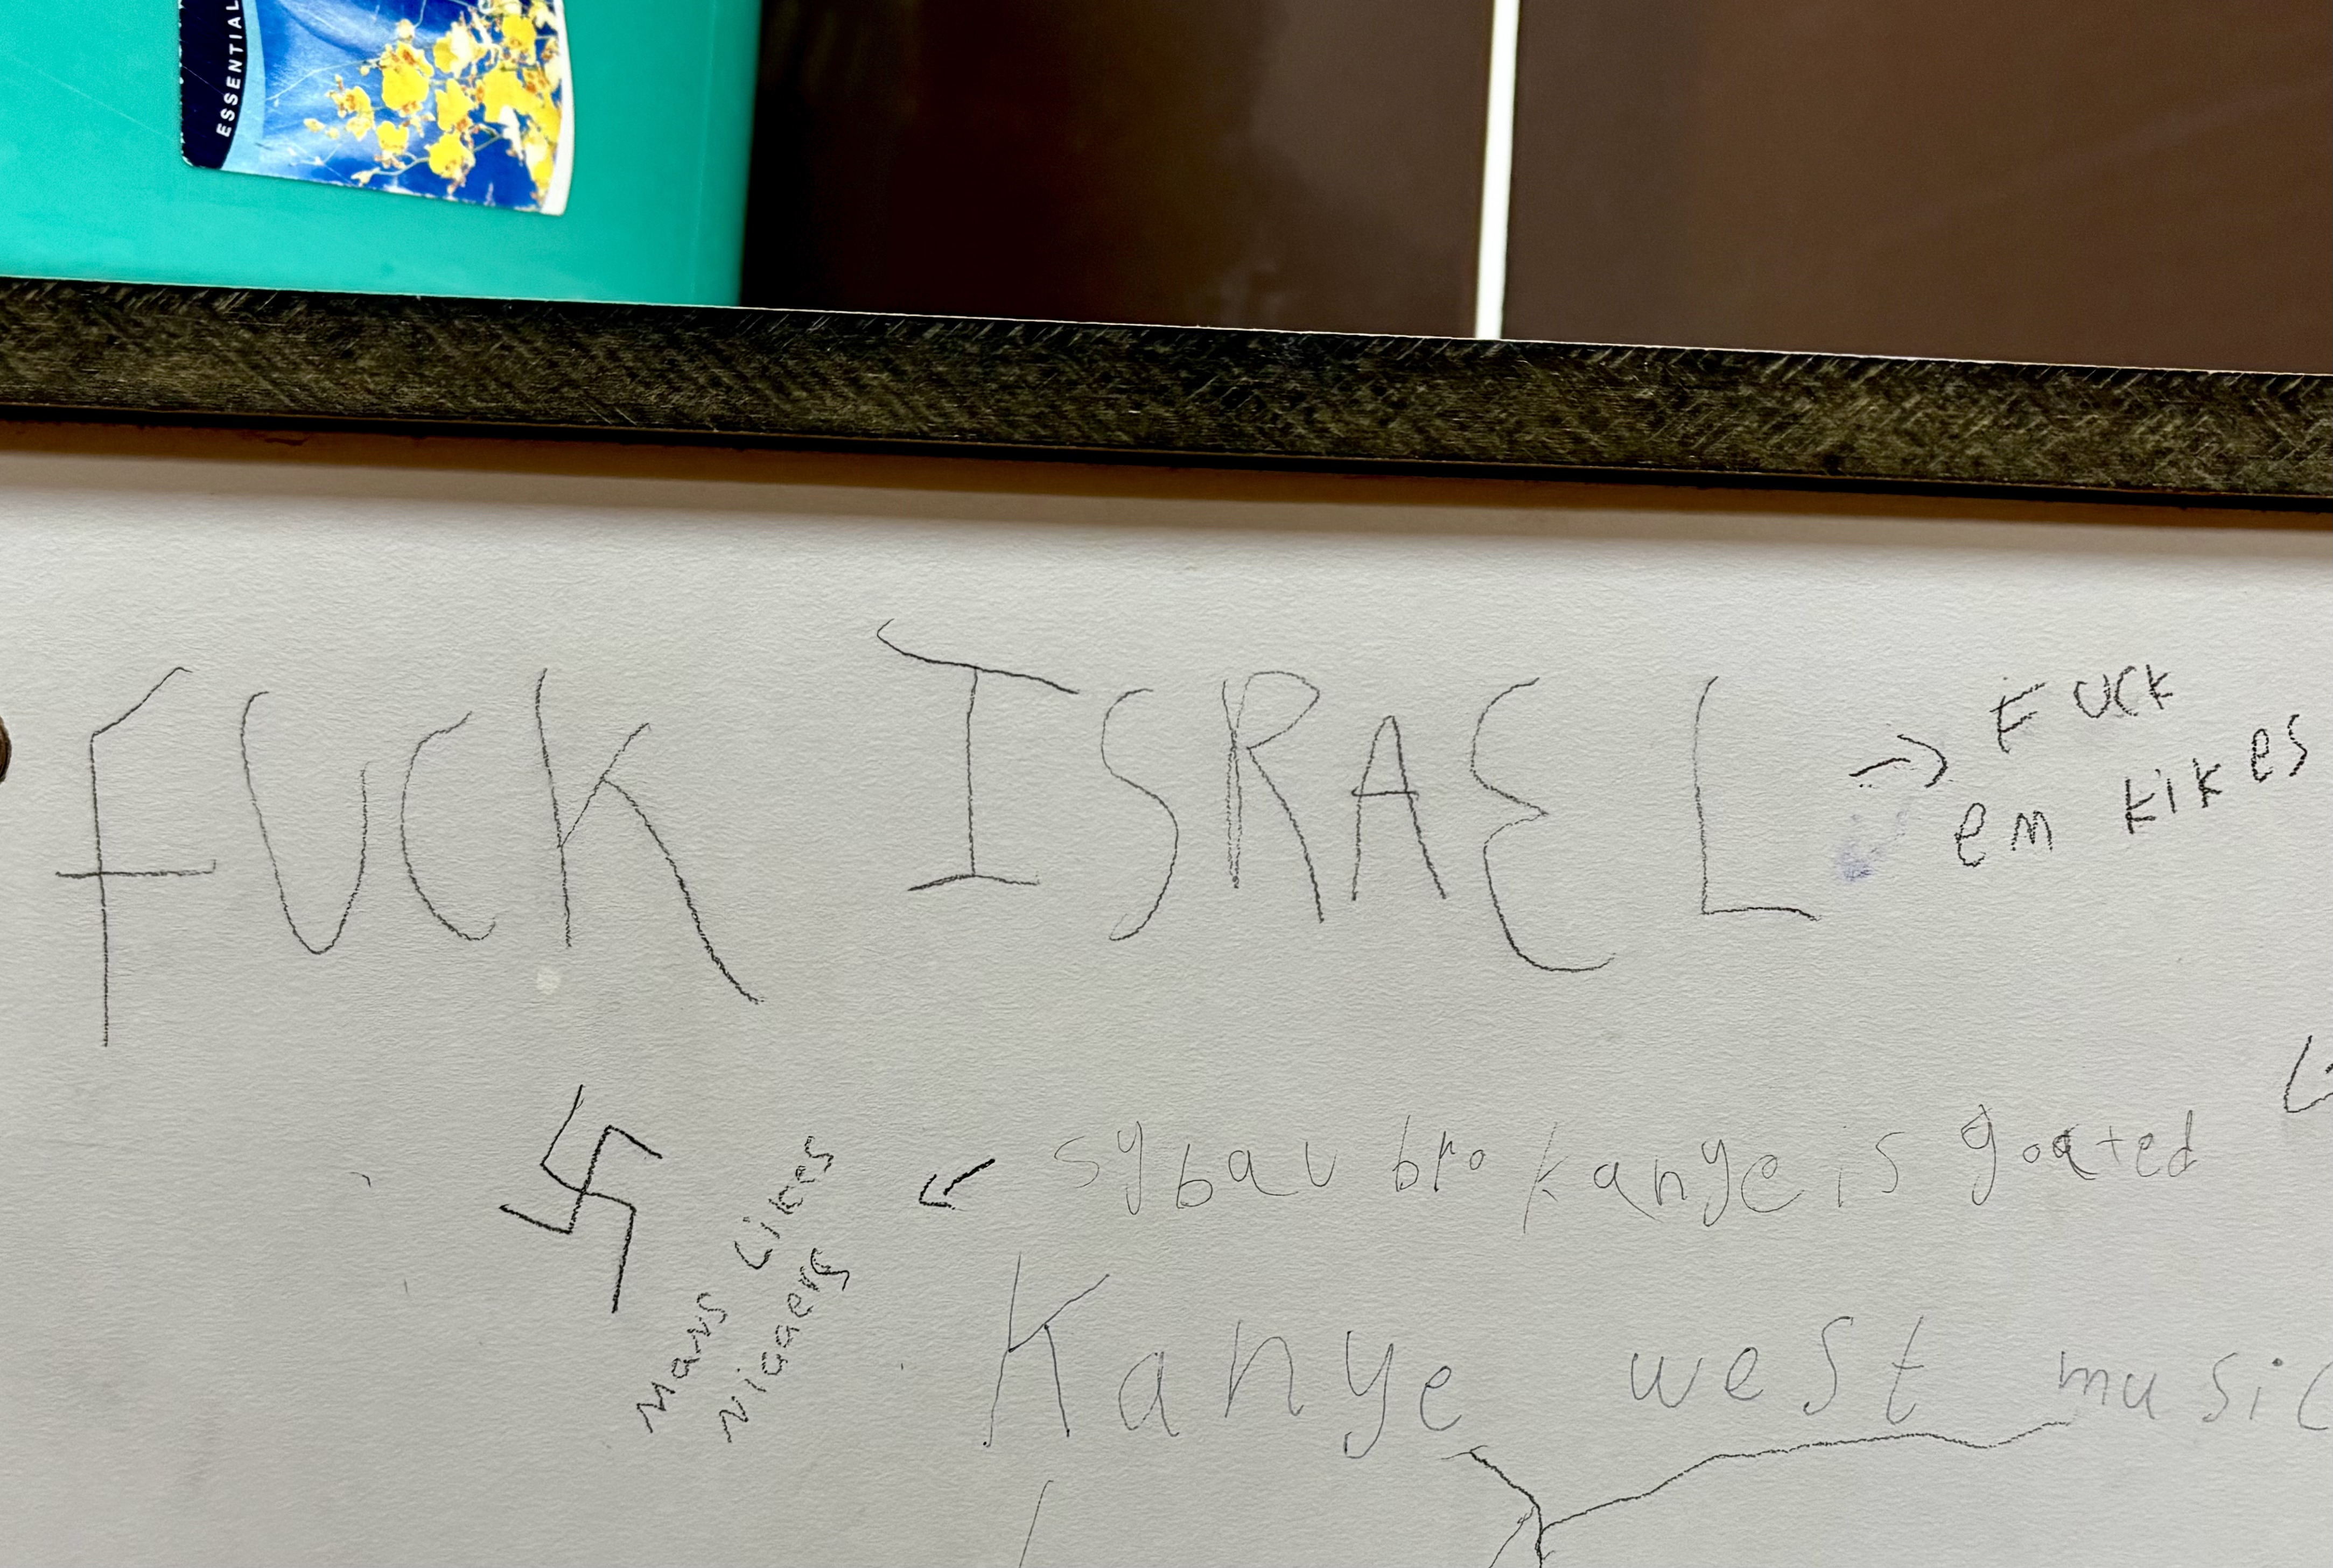 ESSENTIAL
FUCK ISRAEL → FUCK
em kikes
← sybau bro kanye is goated
Mans Likes
Niggers
Kanye west music